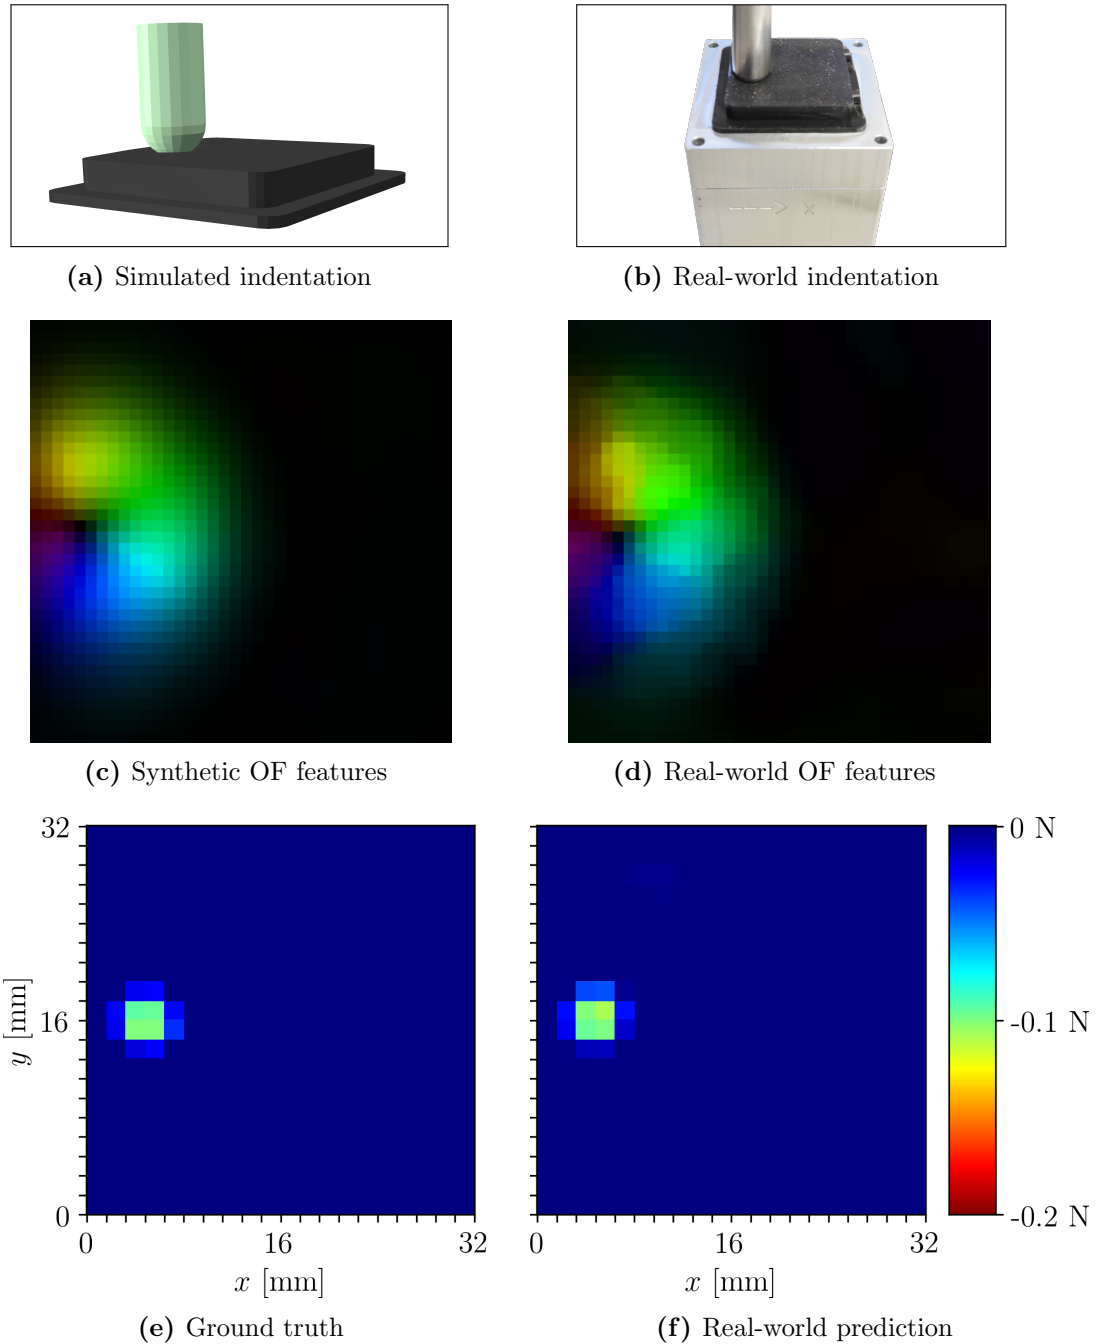 (a) Simulated indentation
(b) Real-world indentation
---> x
(c) Synthetic OF features
(d) Real-world OF features
32
16
0
y [mm]
0 16 32
x [mm]
0 16 32
x [mm]
0 N
-0.1 N
-0.2 N
(e) Ground truth
(f) Real-world prediction